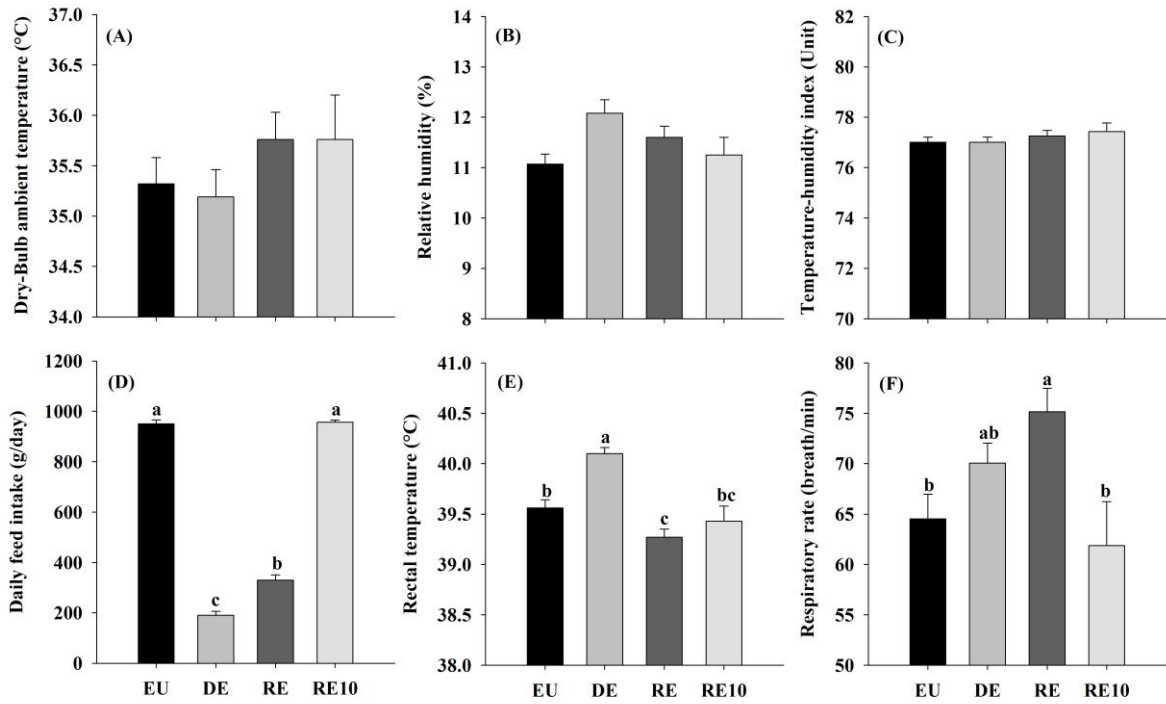 Dry-Bulb ambient temperature (°C)
37.0
36.5
36.0
35.5
35.0
34.5
34.0
(A)
Relative humidity (%)
14
13
12
11
10
9
8
(B)
Temperature-humidity index (Unit)
82
80
78
76
74
72
70
(C)
Daily feed intake (g/day)
1200
1000
800
600
400
200
0
(D)
a
c
b
a
EU DE RE RE10
Rectal temperature (°C)
41.0
40.5
40.0
39.5
39.0
38.5
38.0
(E)
b
a
c
bc
EU DE RE RE10
Respiratory rate (breath/min)
80
75
70
65
60
55
50
(F)
b
ab
a
b
EU DE RE RE10